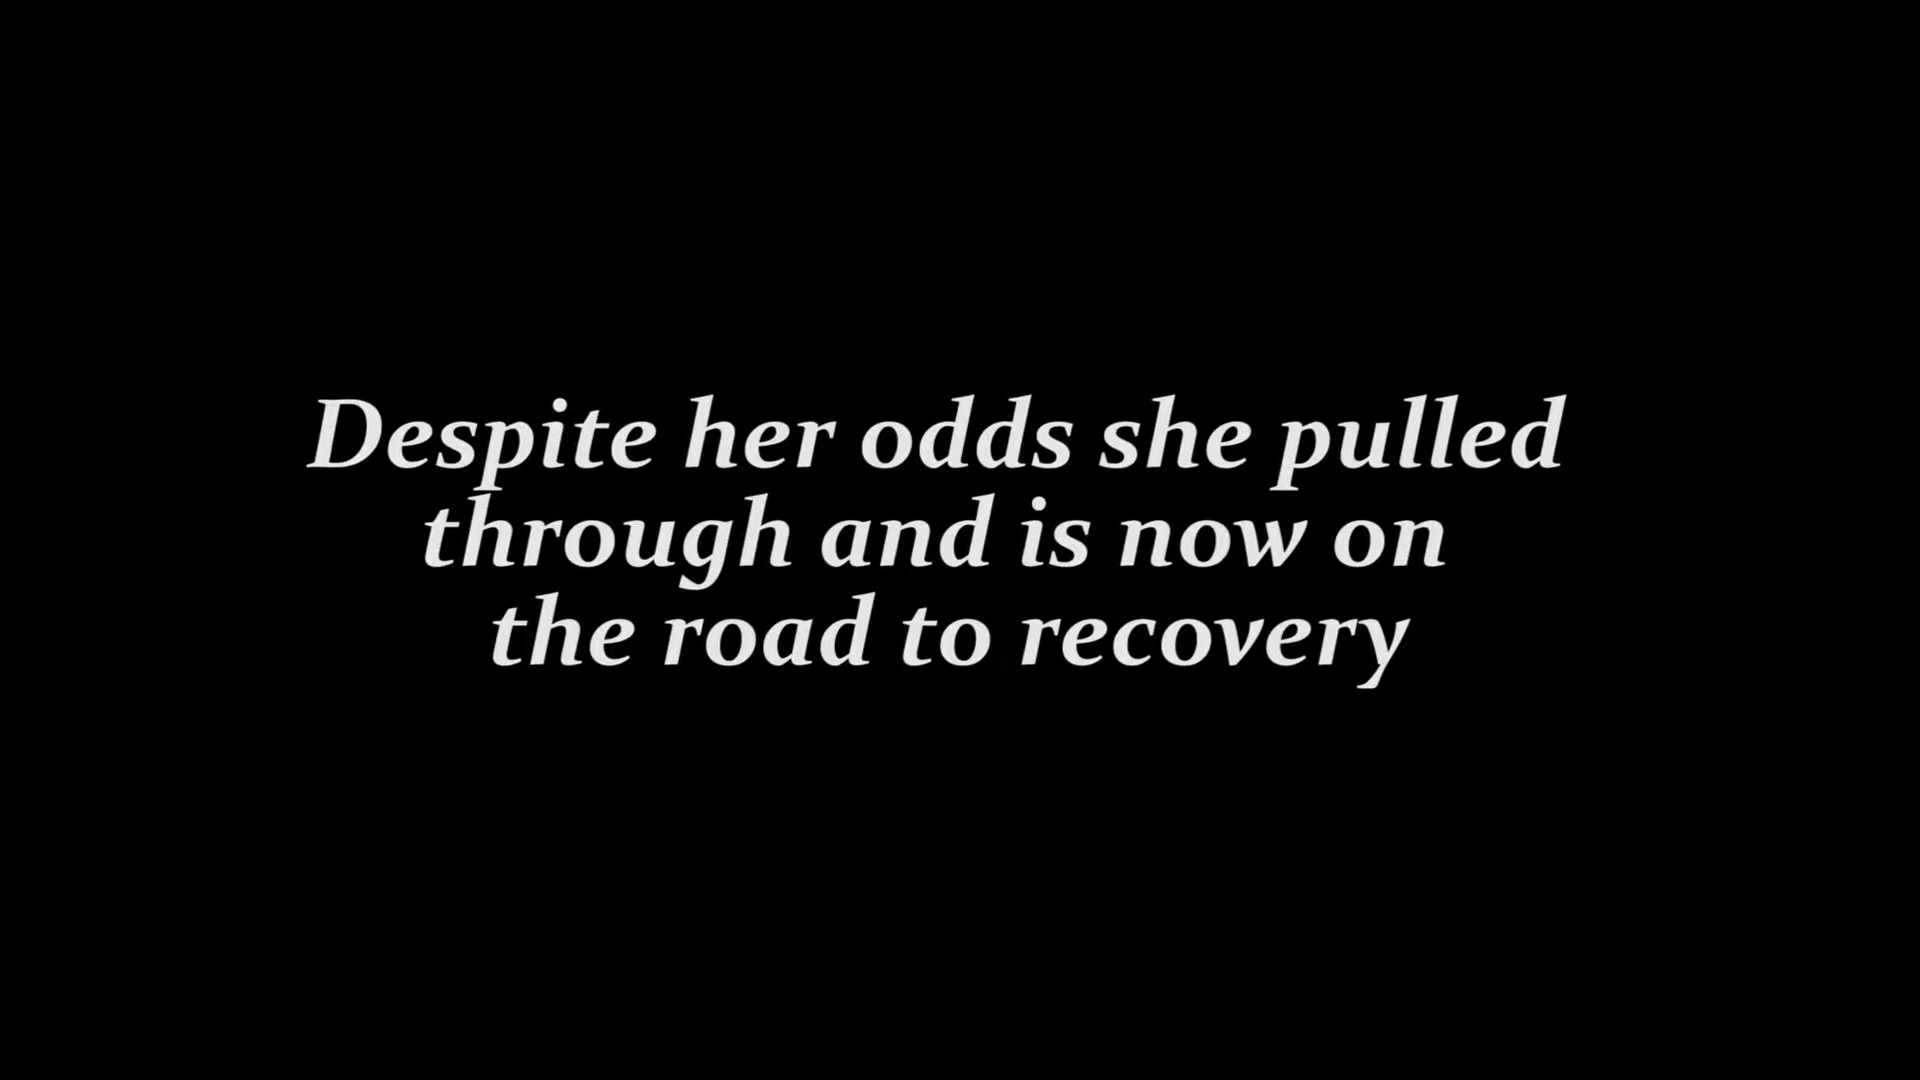 Despite her odds she pulled
through and is now on
the road to recovery